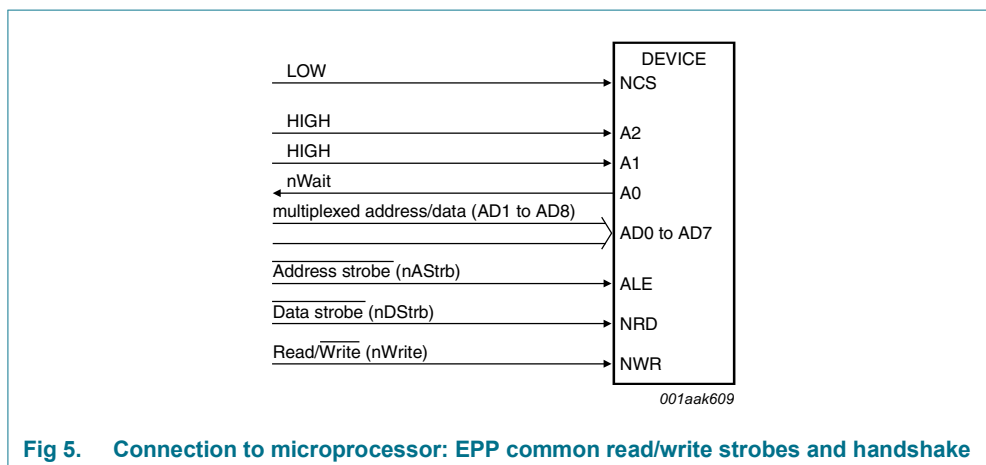 DEVICE
LOW
NCS
HIGH
A2
HIGH
A1
nWait
A0
multiplexed address/data (AD1 to AD8)
AD0 to AD7
Address strobe (nAStrb)
ALE
Data strobe (nDStrb)
NRD
Read/Write (nWrite)
NWR
001aak609
Fig 5. Connection to microprocessor: EPP common read/write strobes and handshake